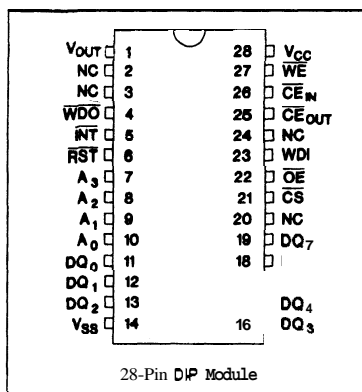 VOUT 1 28 VCC
NC 2 27 WE
NC 3 26 CEIN
WDO 4 25 CEOUT
INT 5 24 NC
RST 6 23 WDI
A3 7 22 OE
A2 8 21 CS
A1 9 20 NC
A0 10 19 DQ7
DQ0 11 18
DQ1 12
DQ2 13 DQ4
VSS 14 16 DQ3
28-Pin DIP Module